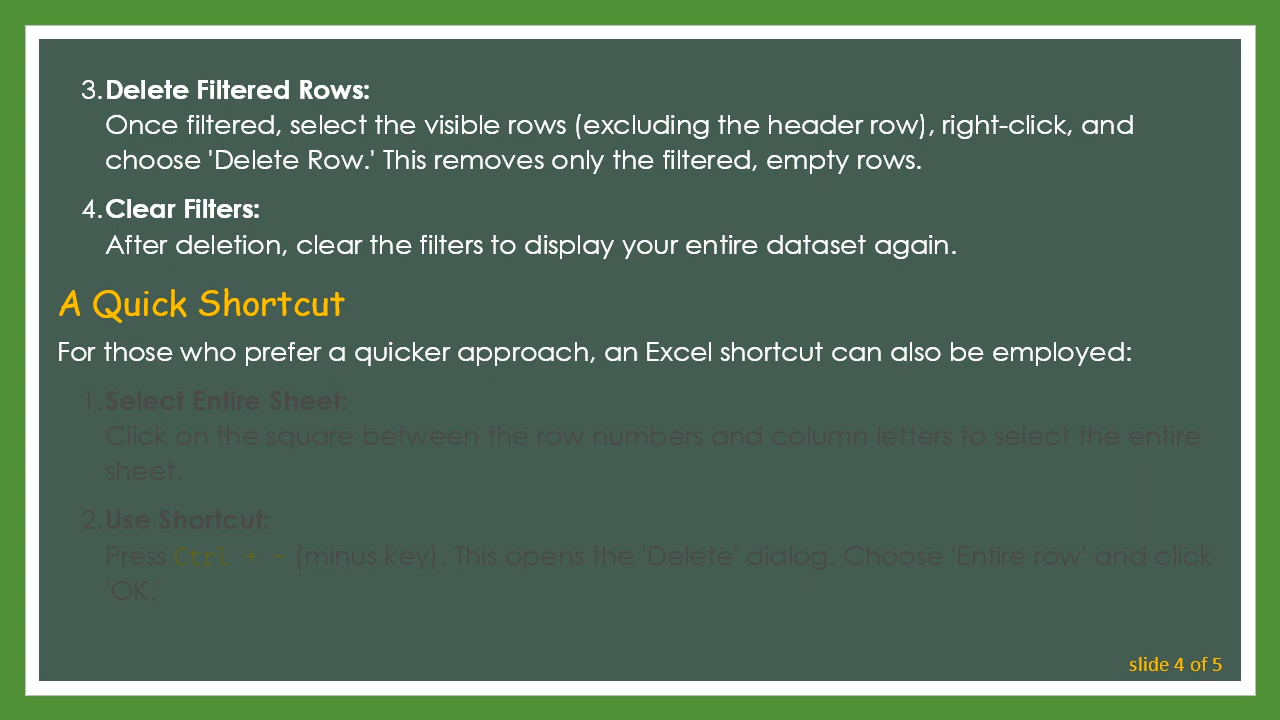 3. Delete Filtered Rows:
Once filtered, select the visible rows (excluding the header row), right-click, and
choose 'Delete Row.' This removes only the filtered, empty rows.
4. Clear Filters:
After deletion, clear the filters to display your entire dataset again.
A Quick Shortcut
For those who prefer a quicker approach, an Excel shortcut can also be employed:
1. Select Entire Sheet:
Click on the square between the row numbers and column letters to select the entire
sheet.
2. Use Shortcut:
Press Ctrl + - (minus key). This opens the 'Delete' dialog. Choose 'Entire row' and click
'OK.'
slide 4 of 5